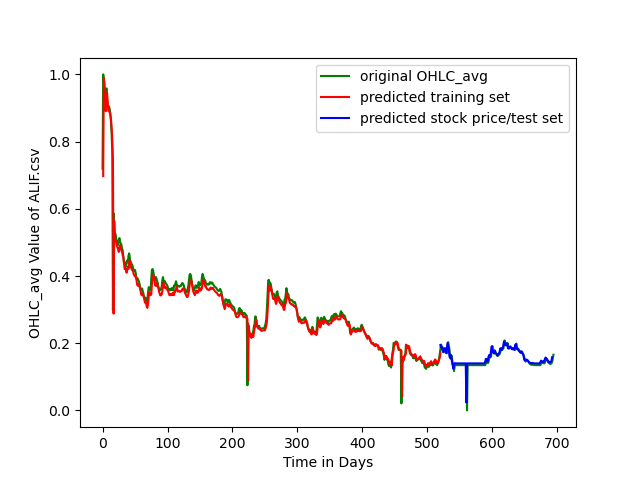 original OHLC_avg
predicted training set
predicted stock price/test set
OHLC_avg Value of ALIF.csv
1.0
0.8
0.6
0.4
0.2
0.0
0 100 200 300 400 500 600 700
Time in Days